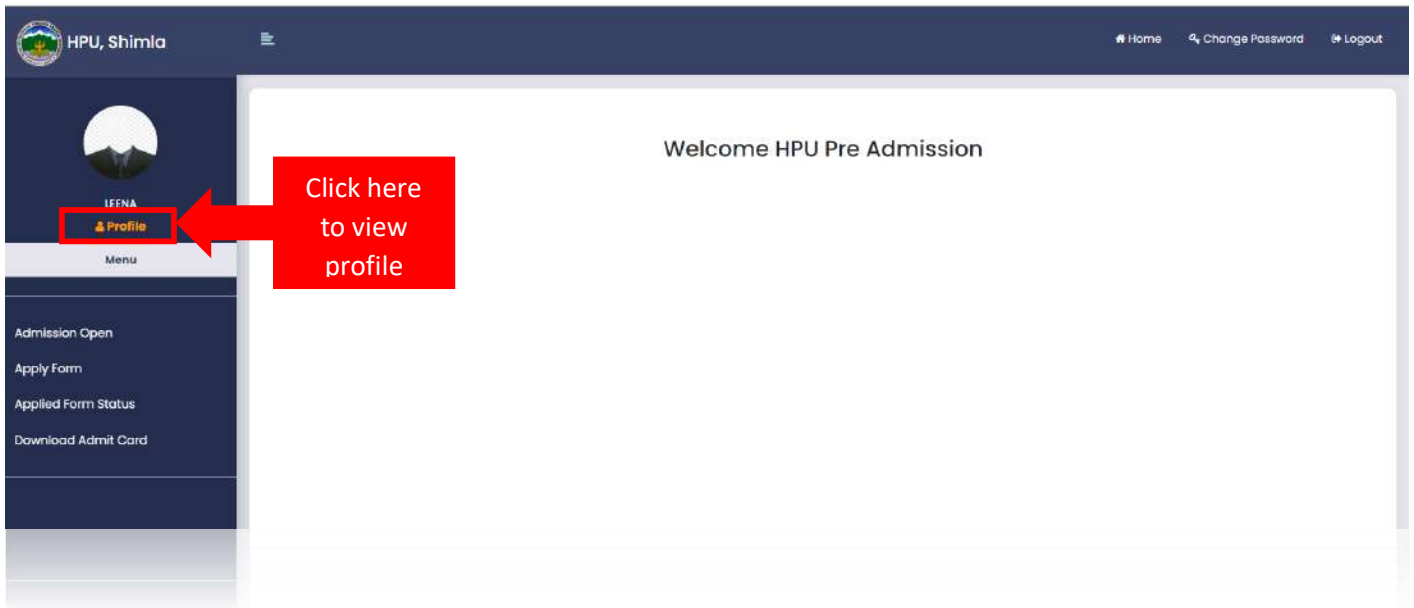 HPU, Shimla
Home
Change Password
Logout
Welcome HPU Pre Admission
LEENA
Profile
Click here
to view
profile
Menu
Admission Open
Apply Form
Applied Form Status
Download Admit Card